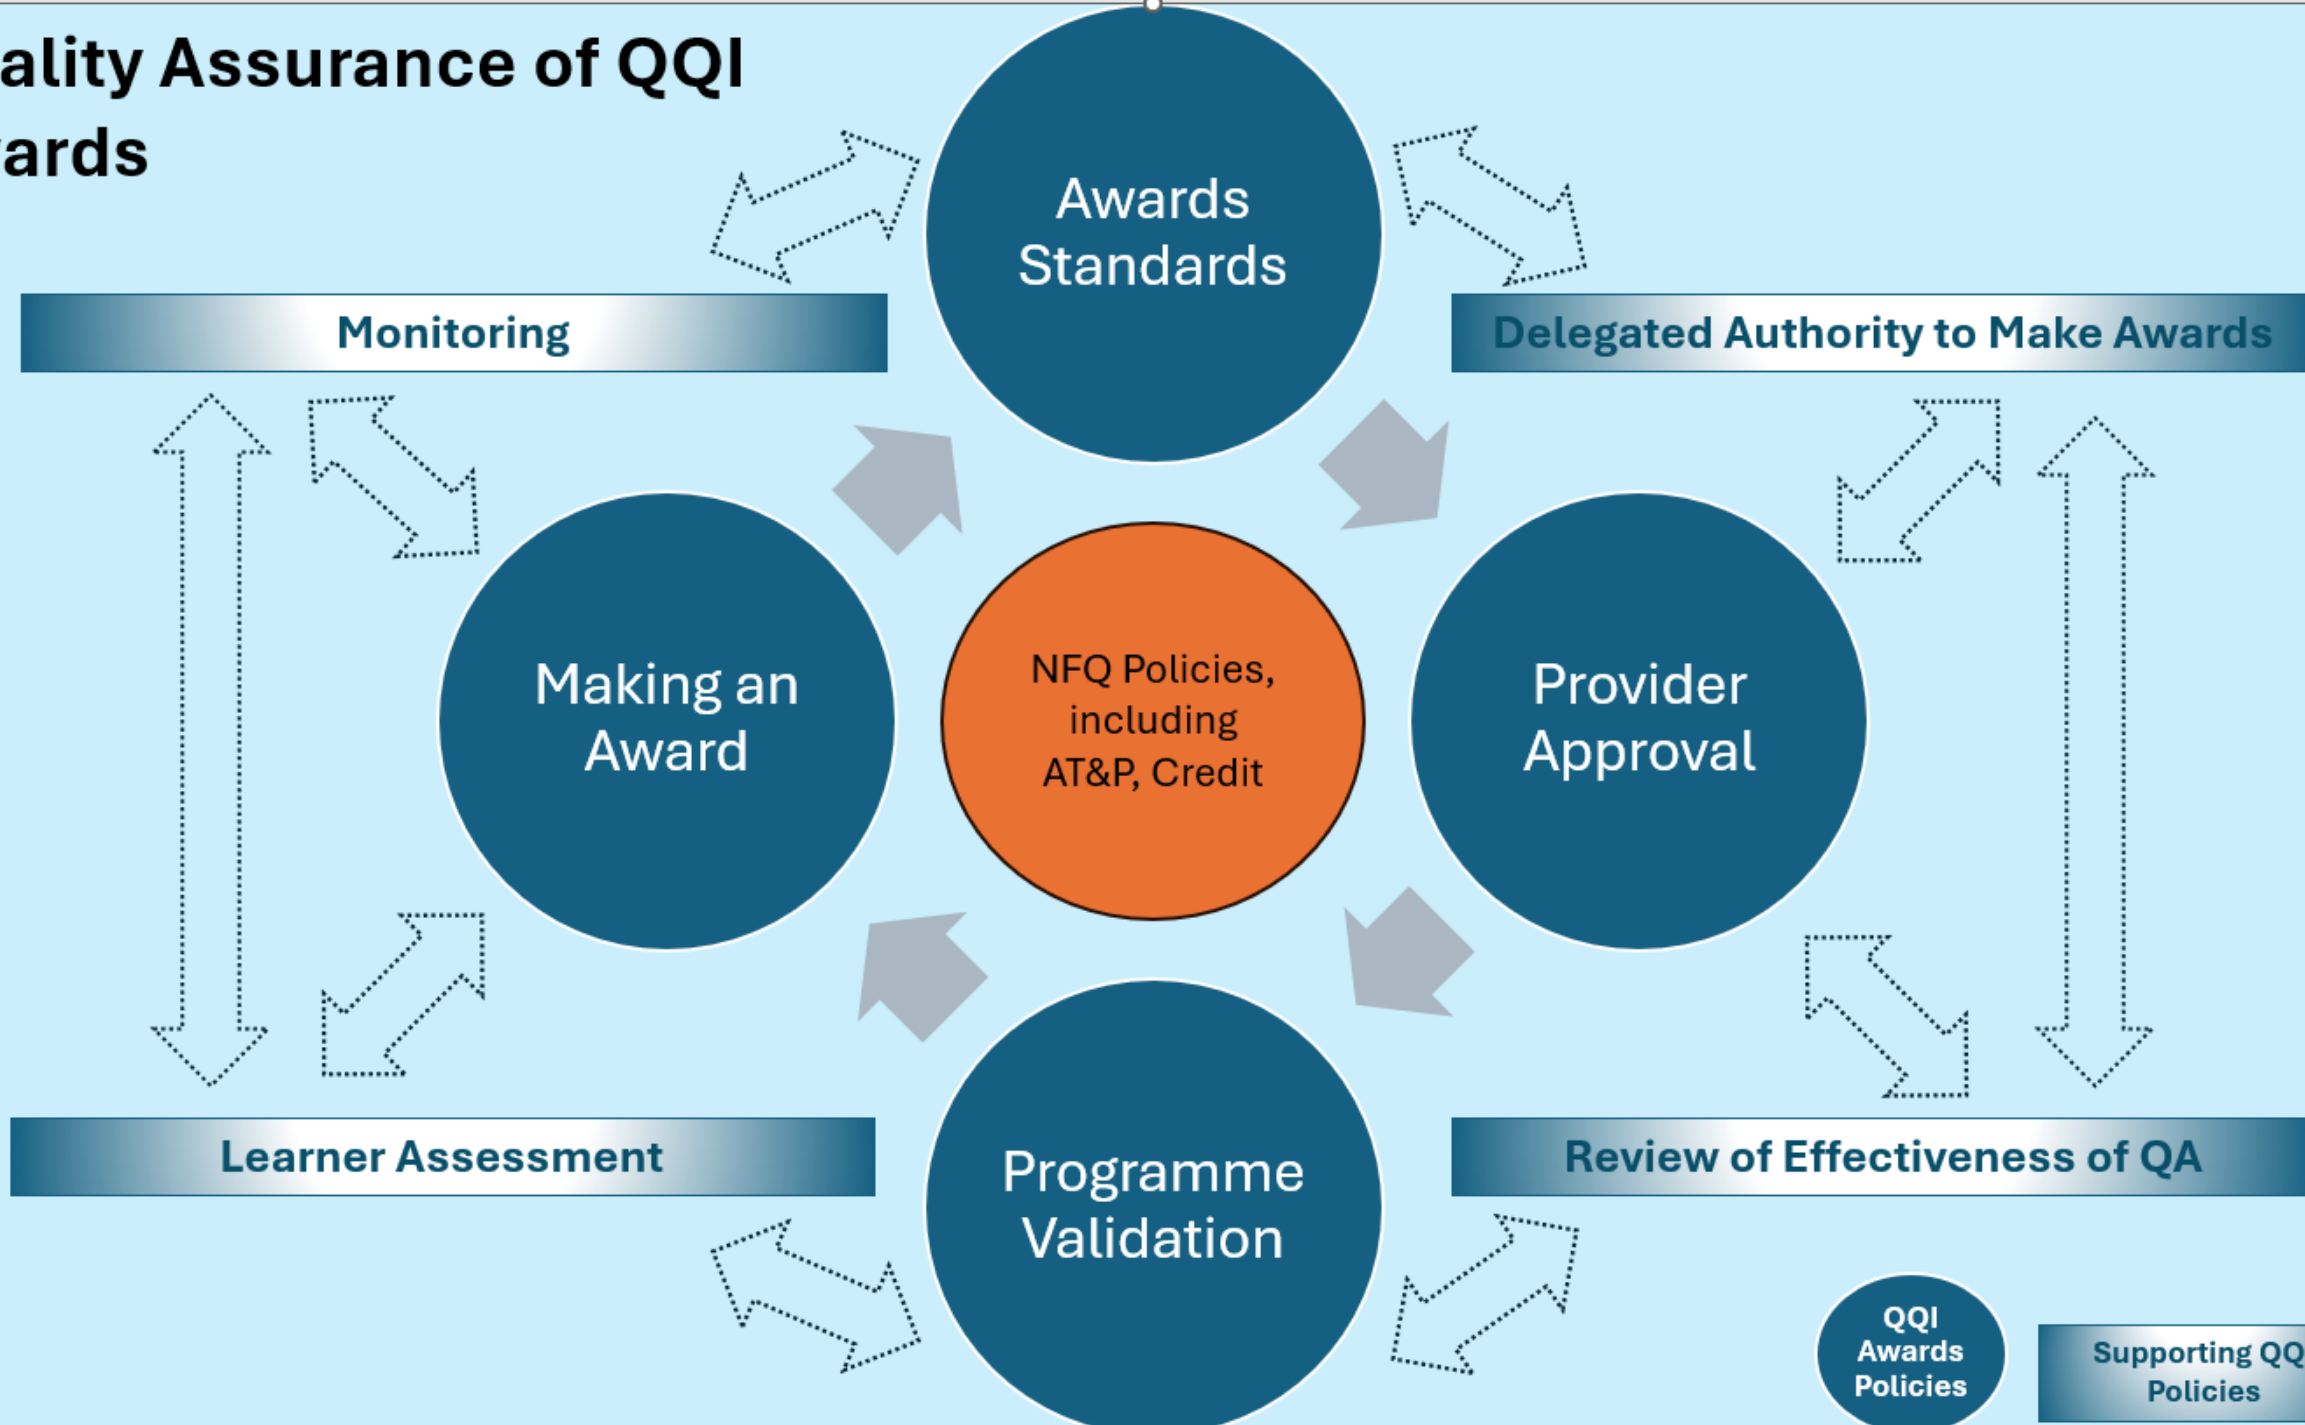 ality Assurance of QQI
ards
Awards
Standards
Monitoring
Delegated Authority to Make Awards
Making an
Award
NFQ Policies,
including
AT&P, Credit
Provider
Approval
Learner Assessment
Programme
Validation
Review of Effectiveness of QA
QQI
Awards
Policies
Supporting QQ
Policies